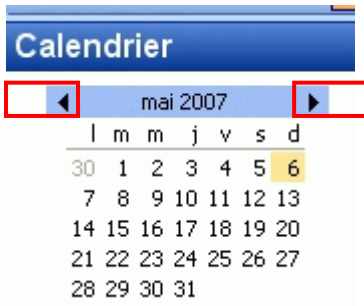 Calendrier
mai 2007
l m m j v s d
30 1 2 3 4 5 6
7 8 9 10 11 12 13
14 15 16 17 18 19 20
21 22 23 24 25 26 27
28 29 30 31